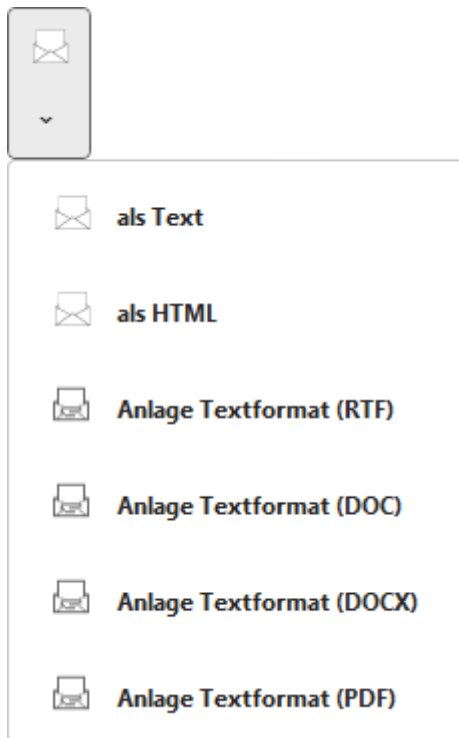 als Text
als HTML
Anlage Textformat (RTF)
Anlage Textformat (DOC)
Anlage Textformat (DOCX)
Anlage Textformat (PDF)